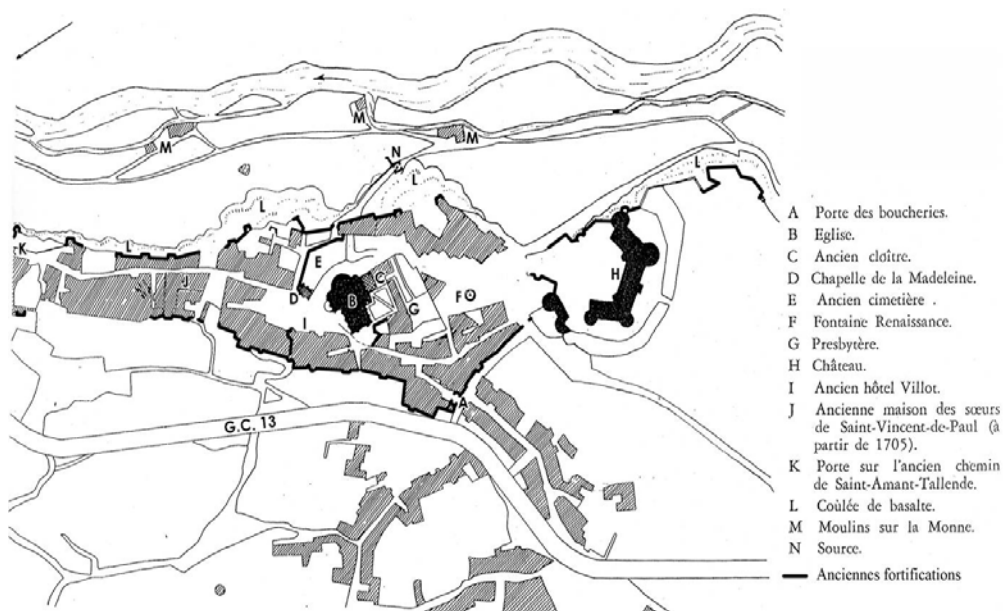 M
M
M
N
L
L
L
L
K
E
J
D
C
B
H
F
G
I
A
G.C. 13
A Porte des boucheries.
B Eglise.
C Ancien cloître.
D Chapelle de la Madeleine.
E Ancien cimetière .
F Fontaine Renaissance.
G Presbytère.
H Château.
I Ancien hôtel Villot.
J Ancienne maison des sœurs
de Saint-Vincent-de-Paul (à
partir de 1705).
K Porte sur l'ancien chemin
de Saint-Amant-Tallende.
L Coûlée de basalte.
M Moulins sur la Monne.
N Source.
Anciennes fortifications